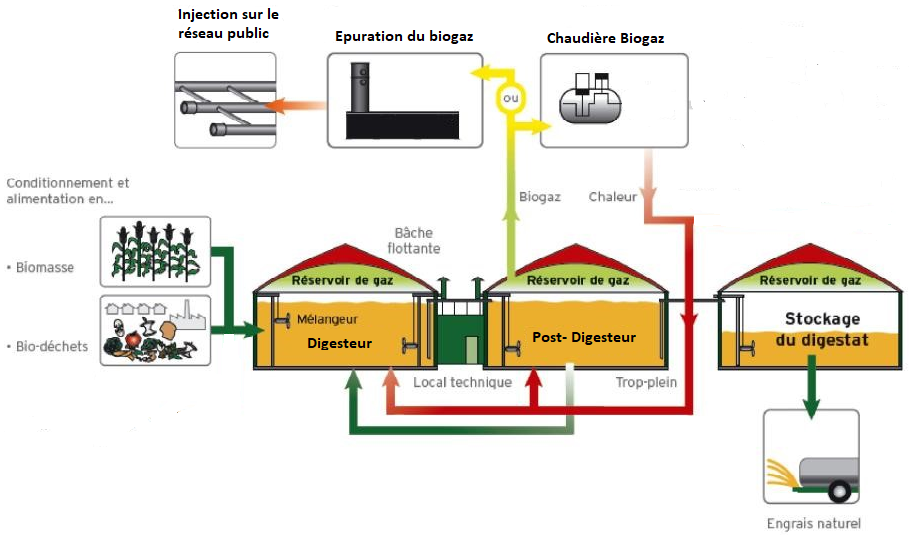 Injection sur le
réseau public
Epuration du biogaz
Chaudière Biogaz
ou
Conditionnement et
alimentation en...
Biogaz
Chaleur
Bâche
flottante
• Biomasse
Réservoir de gaz
Réservoir de gaz
Réservoir de gaz
Mélangeur
Digesteur
Post- Digesteur
Stockage
du digestat
• Bio-déchets
Local technique
Trop-plein
Engrais naturel